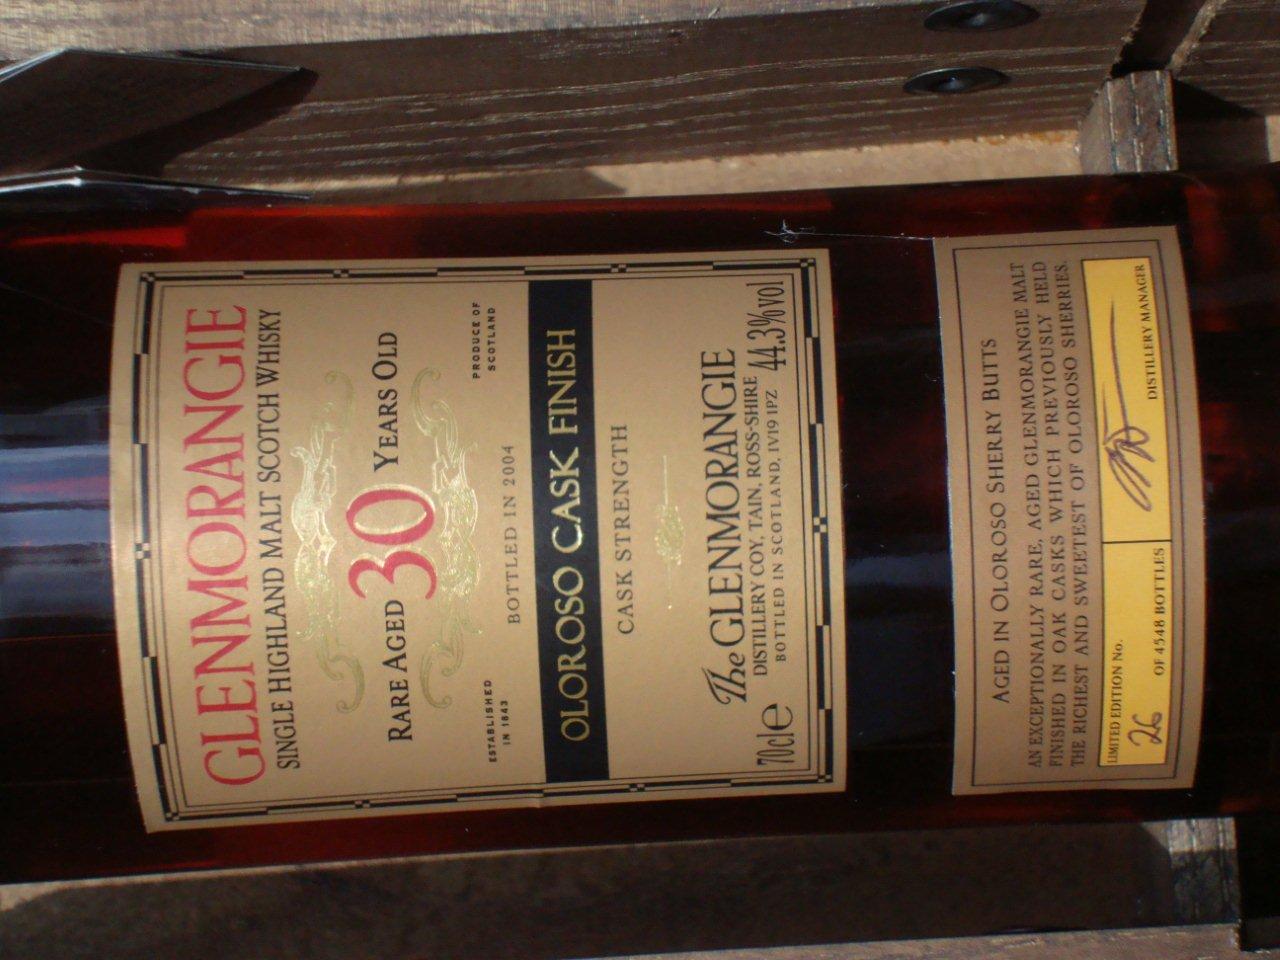 GLENMORANGIE
SINGLE HIGHLAND MALT SCOTCH WHISKY
RARE AGED 30 YEARS OLD
ESTABLISHED
IN 1843
PRODUCE OF
SCOTLAND
BOTTLED IN 2004
OLOROSO CASK FINISH
CASK STRENGTH
The GLENMORANGIE
DISTILLERY COY, TAIN, ROSS-SHIRE
BOTTLED IN SCOTLAND, IV19 1PZ
70cl e
44.3%vol
AGED IN OLOROSO SHERRY BUTTS
AN EXCEPTIONALLY RARE, AGED GLENMORANGIE MALT
FINISHED IN OAK CASKS WHICH PREVIOUSLY HELD
THE RICHEST AND SWEETEST OF OLOROSO SHERRIES.
LIMITED EDITION No.
26
OF 4548 BOTTLES
DISTILLERY MANAGER